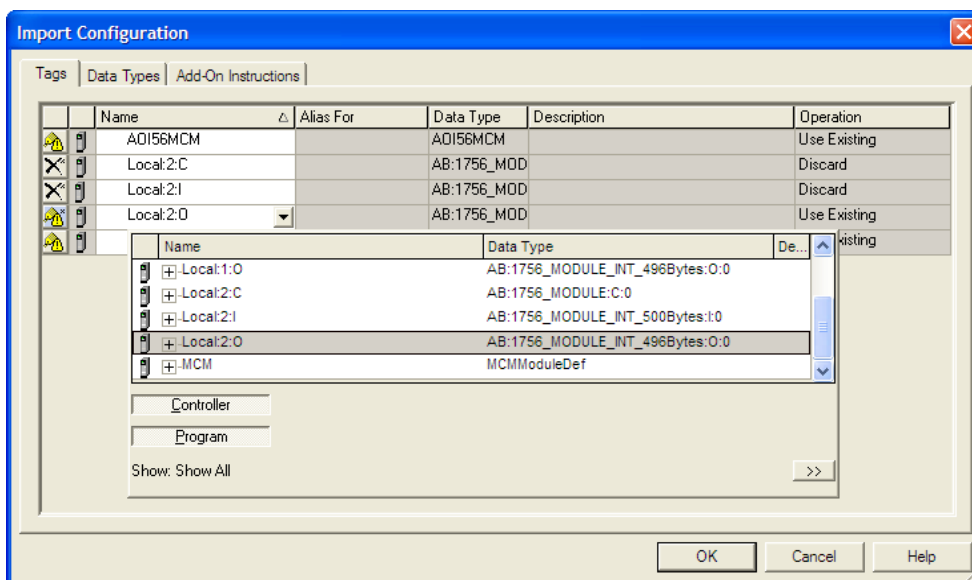 Import Configuration
Tags Data Types Add-On Instructions
Name Alias For Data Type Description Operation
AOI56MCM AOI56MCM Use Existing
Local:2:C AB:1756_MOD Discard
Local:2:I AB:1756_MOD Discard
Local:2:O AB:1756_MOD Use Existing
xisting
Name Data Type De...
Local:1:O AB:1756_MODULE_INT_496Bytes:O:0
Local:2:C AB:1756_MODULE:C:0
Local:2:I AB:1756_MODULE_INT_500Bytes:I:0
Local:2:O AB:1756_MODULE_INT_496Bytes:O:0
MCM MCMModuleDef
Controller
Program
Show: Show All >>
OK Cancel Help